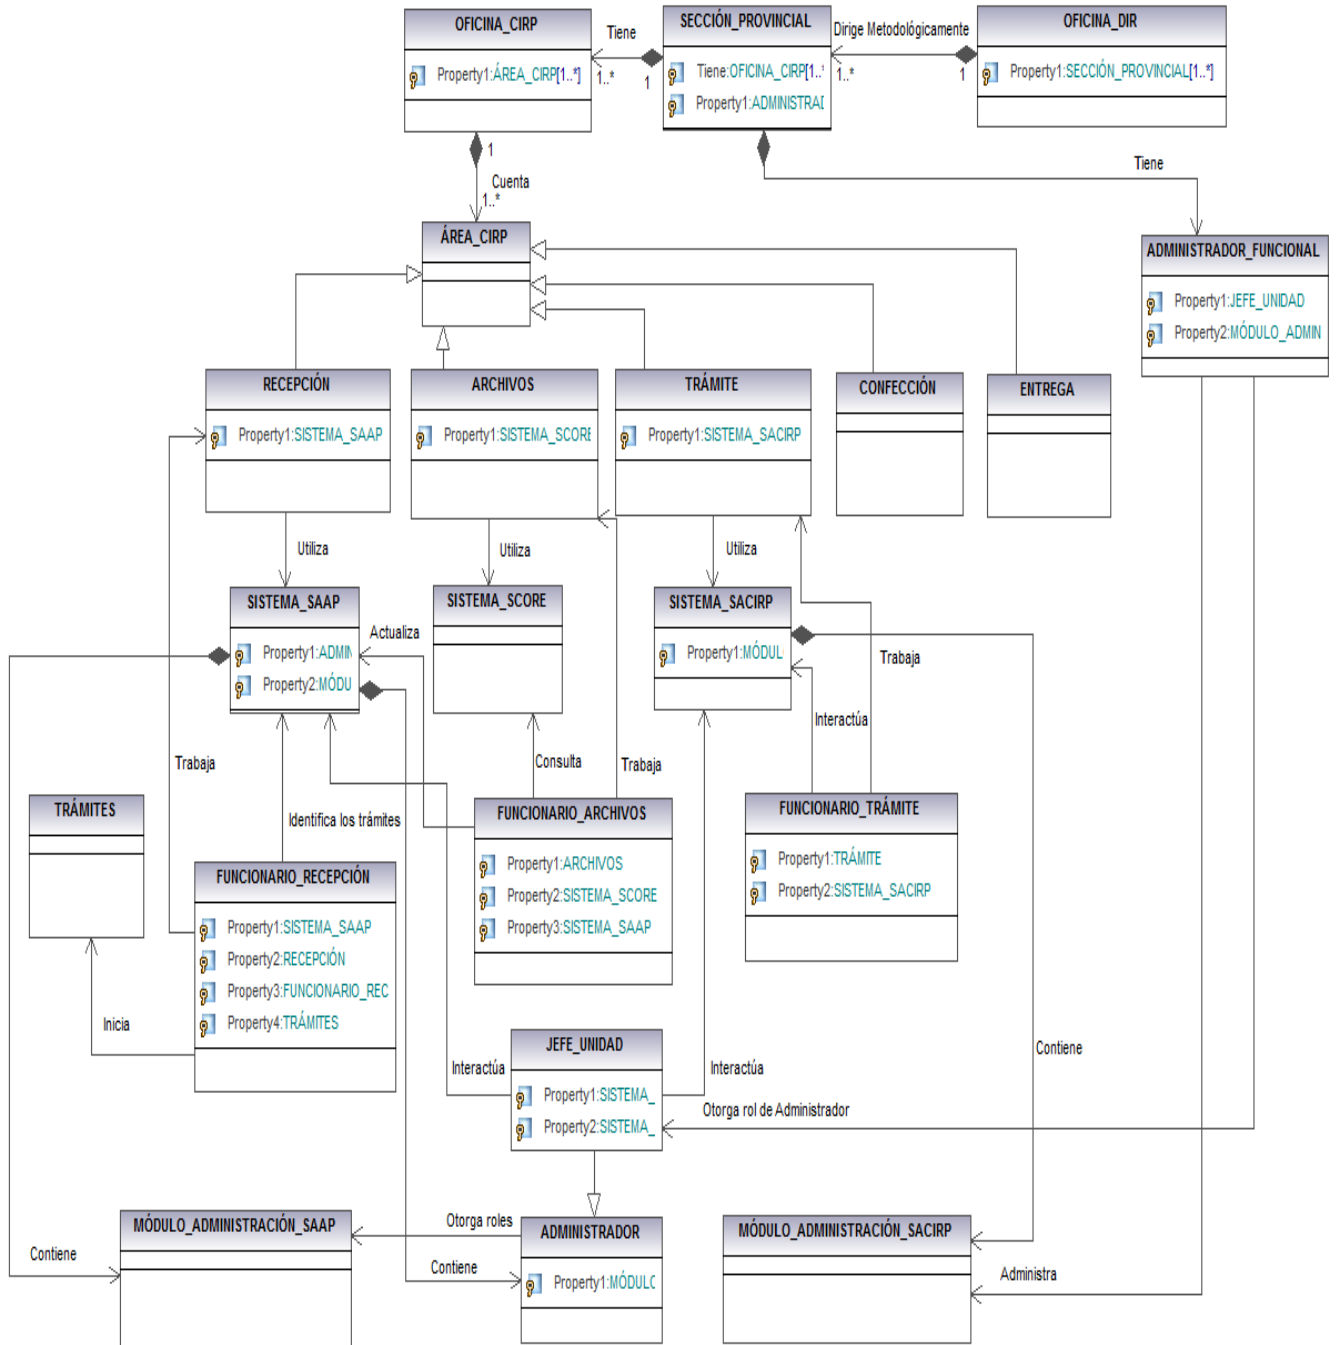 OFICINA_CIRP
Property1:ÁREA_CIRP[1..*]
Tiene
1..*
1
SECCIÓN_PROVINCIAL
Tiene:OFICINA_CIRP[1..*
Property1:ADMINISTRAD
Dirige Metodológicamente
1..*
1
OFICINA_DIR
Property1:SECCIÓN_PROVINCIAL[1..*]
1
Cuenta
1..*
Tiene
ÁREA_CIRP
ADMINISTRADOR_FUNCIONAL
Property1:JEFE_UNIDAD
Property2:MÓDULO_ADMIN
RECEPCIÓN
Property1:SISTEMA_SAAP
ARCHIVOS
Property1:SISTEMA_SCORE
TRÁMITE
Property1:SISTEMA_SACIRP
CONFECCIÓN
ENTREGA
Utiliza
Utiliza
Utiliza
SISTEMA_SAAP
Property1:ADMIN
Property2:MÓDU
Actualiza
SISTEMA_SCORE
SISTEMA_SACIRP
Property1:MÓDUL
Trabaja
Interactúa
Trabaja
Consulta
Trabaja
TRÁMITES
Identifica los trámites
FUNCIONARIO_ARCHIVOS
Property1:ARCHIVOS
Property2:SISTEMA_SCORE
Property3:SISTEMA_SAAP
FUNCIONARIO_TRÁMITE
Property1:TRÁMITE
Property2:SISTEMA_SACIRP
FUNCIONARIO_RECEPCIÓN
Property1:SISTEMA_SAAP
Property2:RECEPCIÓN
Property3:FUNCIONARIO_REC
Property4:TRÁMITES
Inicia
JEFE_UNIDAD
Property1:SISTEMA_
Property2:SISTEMA_
Interactúa
Interactúa
Contiene
Otorga rol de Administrador
MÓDULO_ADMINISTRACIÓN_SAAP
Otorga roles
ADMINISTRADOR
Property1:MÓDULO
MÓDULO_ADMINISTRACIÓN_SACIRP
Contiene
Contiene
Administra